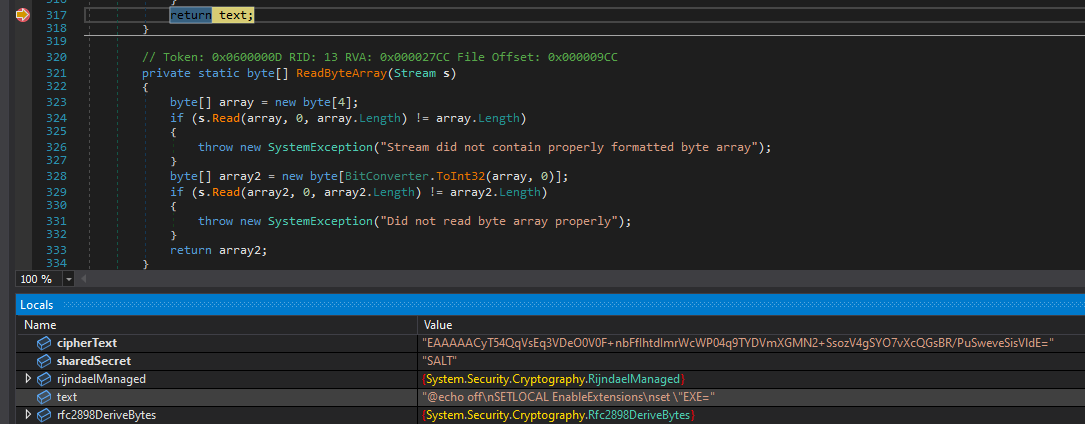 316 }
317 return text;
318 }
319
320 // Token: 0x0600000D RID: 13 RVA: 0x000027CC File Offset: 0x000009CC
321 private static byte[] ReadByteArray(Stream s)
322 {
323 byte[] array = new byte[4];
324 if (s.Read(array, 0, array.Length) != array.Length)
325 {
326 throw new SystemException("Stream did not contain properly formatted byte array");
327 }
328 byte[] array2 = new byte[BitConverter.ToInt32(array, 0)];
329 if (s.Read(array2, 0, array2.Length) != array2.Length)
330 {
331 throw new SystemException("Did not read byte array properly");
332 }
333 return array2;
334 }
100 %
Locals
Name Value
cipherText "EAAAAACyT54QqVsEq3VDeO0V0F+nbFflhtdlmrWcWP04q9TYDVmXGMN2+SsozV4gSYO7vXcQGsBR/PuSweveSisVldE="
sharedSecret "SALT"
rijndaelManaged {System.Security.Cryptography.RijndaelManaged}
text "@echo off\nSETLOCAL EnableExtensions\nset \"EXE="
rfc2898DeriveBytes {System.Security.Cryptography.Rfc2898DeriveBytes}